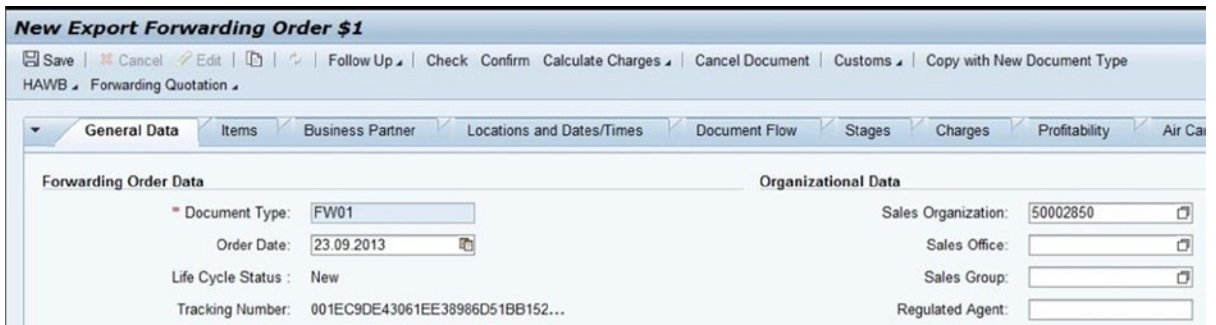 New Export Forwarding Order $1
Save | Cancel Edit | Follow Up | Check Confirm Calculate Charges | Cancel Document | Customs | Copy with New Document Type
HAWB Forwarding Quotation
General Data Items Business Partner Locations and Dates/Times Document Flow Stages Charges Profitability Air Ca
Forwarding Order Data Organizational Data
* Document Type: FW01 Sales Organization: 50002850
Order Date: 23.09.2013 Sales Office:
Life Cycle Status : New Sales Group:
Tracking Number: 001EC9DE43061EE38986D51BB152... Regulated Agent: